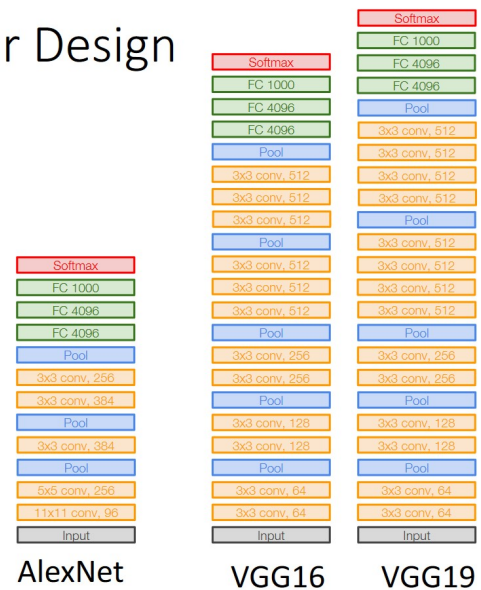 r Design
Softmax
FC 1000
FC 4096
FC 4096
Pool
3x3 conv, 256
3x3 conv, 384
Pool
3x3 conv, 384
Pool
5x5 conv, 256
11x11 conv, 96
Input
AlexNet
Softmax
FC 1000
FC 4096
FC 4096
Pool
3x3 conv, 512
3x3 conv, 512
3x3 conv, 512
Pool
3x3 conv, 512
3x3 conv, 512
3x3 conv, 512
Pool
3x3 conv, 256
3x3 conv, 256
Pool
3x3 conv, 128
3x3 conv, 128
Pool
3x3 conv, 64
3x3 conv, 64
Input
VGG16
Softmax
FC 1000
FC 4096
FC 4096
Pool
3x3 conv, 512
3x3 conv, 512
3x3 conv, 512
3x3 conv, 512
Pool
3x3 conv, 512
3x3 conv, 512
3x3 conv, 512
3x3 conv, 512
Pool
3x3 conv, 256
3x3 conv, 256
Pool
3x3 conv, 128
3x3 conv, 128
Pool
3x3 conv, 64
3x3 conv, 64
Input
VGG19